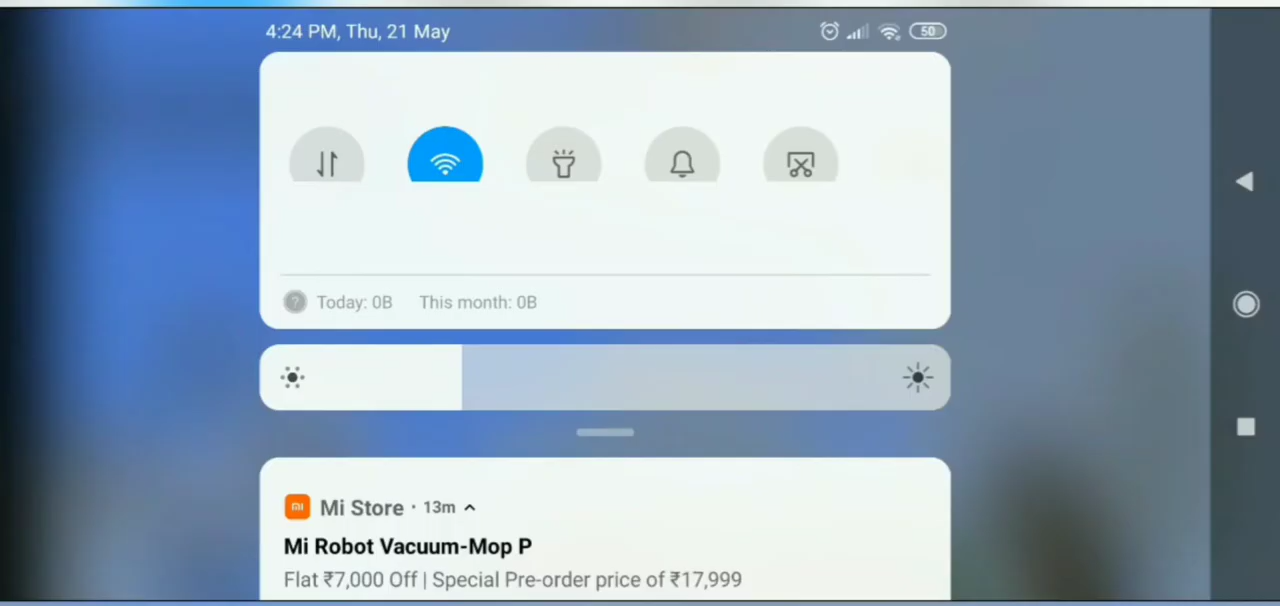 4:24 PM, Thu, 21 May
50
Today: 0B This month: 0B
Mi Store · 13m
Mi Robot Vacuum-Mop P
Flat ₹7,000 Off | Special Pre-order price of ₹17,999